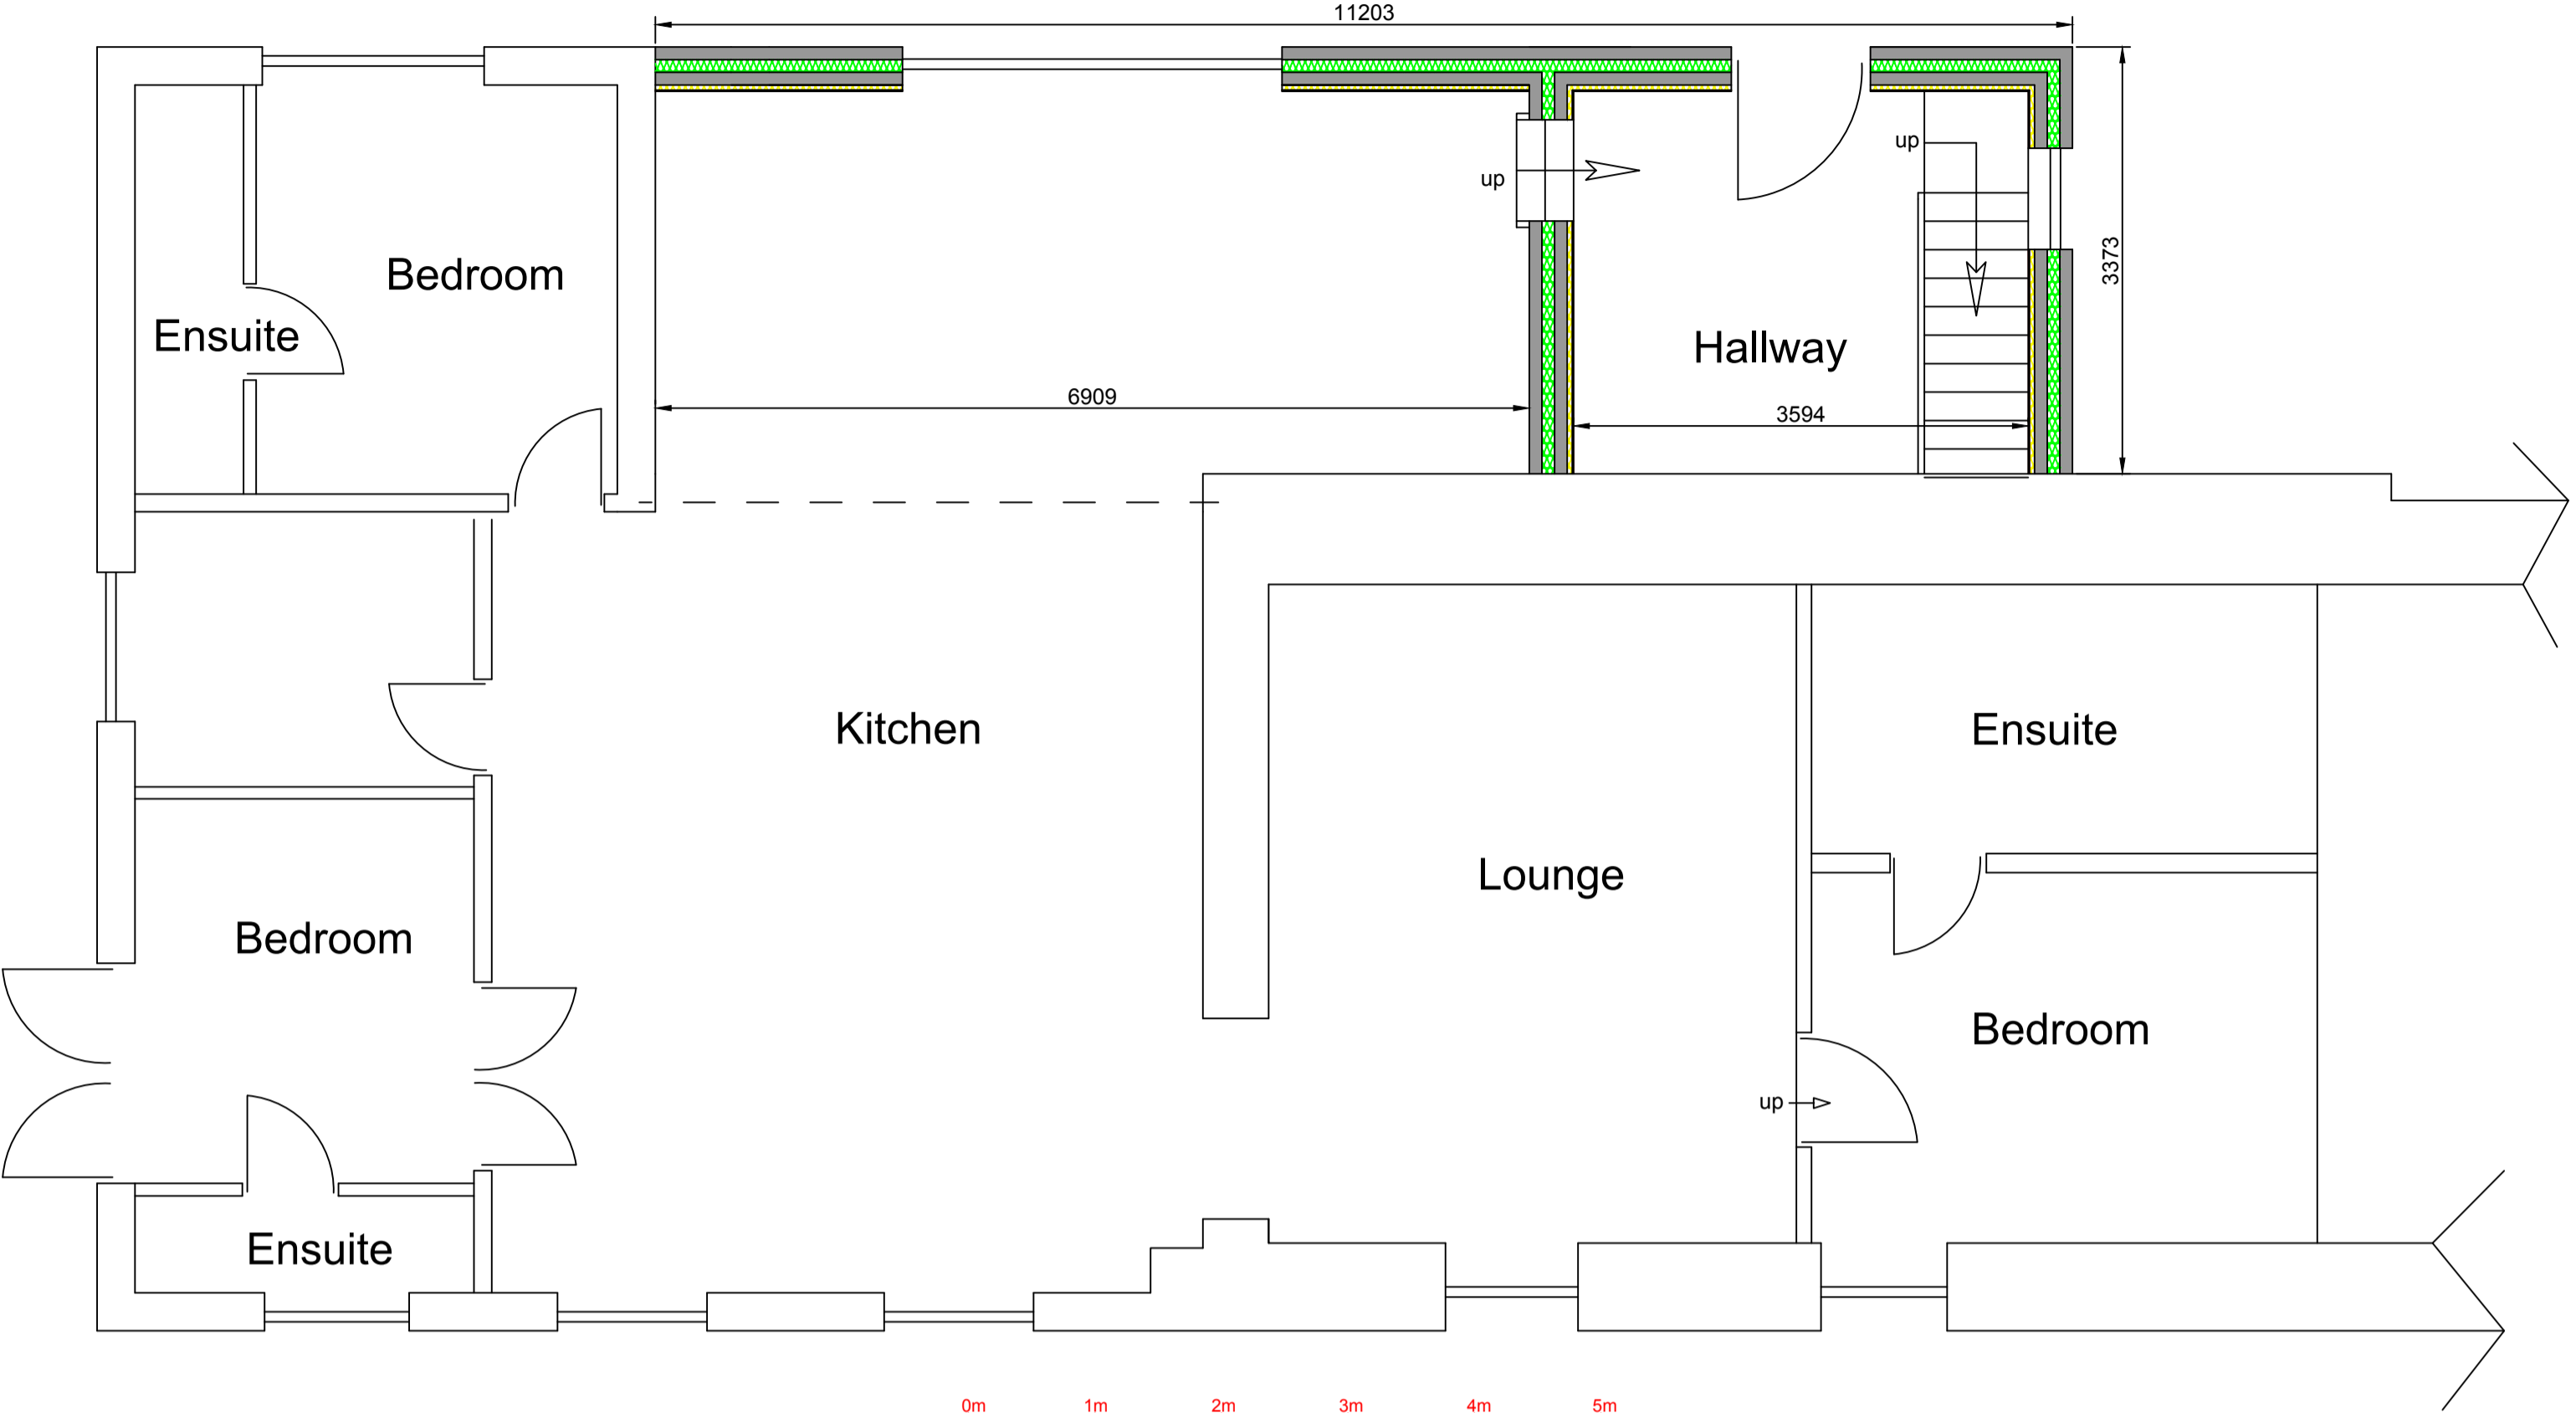 11203
up
up
3373
Bedroom
Ensuite
Hallway
6909
3594
Kitchen
Ensuite
Lounge
Bedroom
Bedroom
up
Ensuite
0m 1m 2m 3m 4m 5m